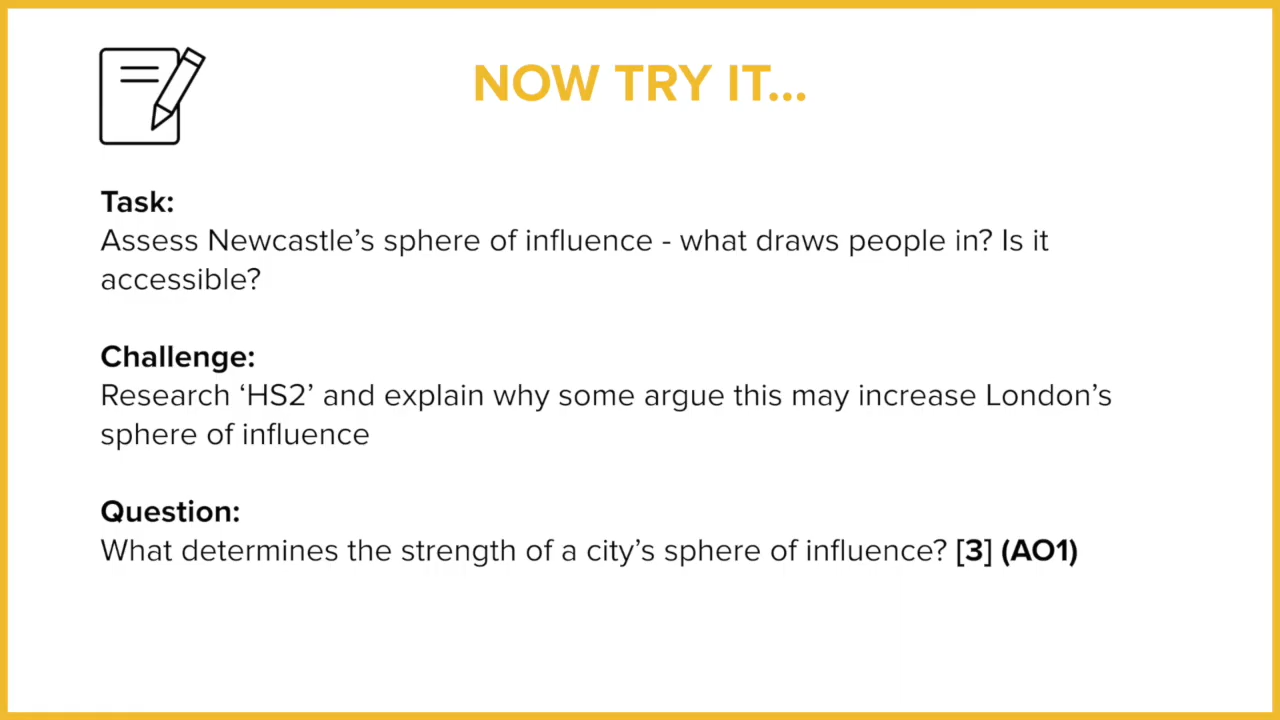 NOW TRY IT...
Task:
Assess Newcastle’s sphere of influence - what draws people in? Is it
accessible?
Challenge:
Research ‘HS2’ and explain why some argue this may increase London’s
sphere of influence
Question:
What determines the strength of a city’s sphere of influence? [3] (AO1)